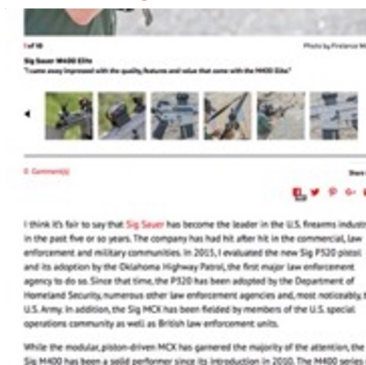 1 of 10
Photo by Freelance
Sig Sauer M400 Elite
"I came away impressed with the quality, features and value that come with the M400 Elite."
0 Comment(s)
Share
I think it's fair to say that Sig Sauer has become the leader in the U.S. firearms
in the past five or so years. The company has had hit after hit in the commercial, law
enforcement and military communities. In 2015, I evaluated the new Sig P320 pistol
and its adoption by the Oklahoma Highway Patrol, the first major law enforcement
agency to do so. Since that time, the P320 has been adopted by the Department of
Homeland Security, numerous other law enforcement agencies and, most noticeably,
U.S. Army. In addition, the Sig MCX has been fielded by members of the U.S. special
operations community as well as British law enforcement units.
While the modular, piston-driven MCX has garnered the majority of the attention, the
Sig M400 has been a solid performer since its introduction in 2010. The M400 series